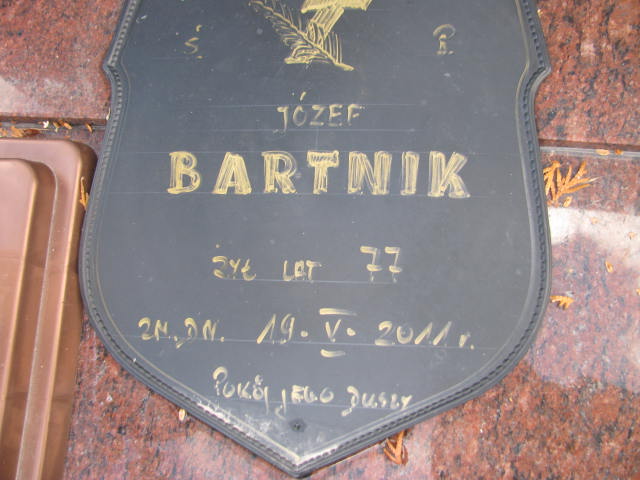 Ś P.
JÓZEF
BARTNIK
ŻYŁ LAT 77
ZM. DN. 19. V. 2011 r.
POKÓJ JEGO DUSZY